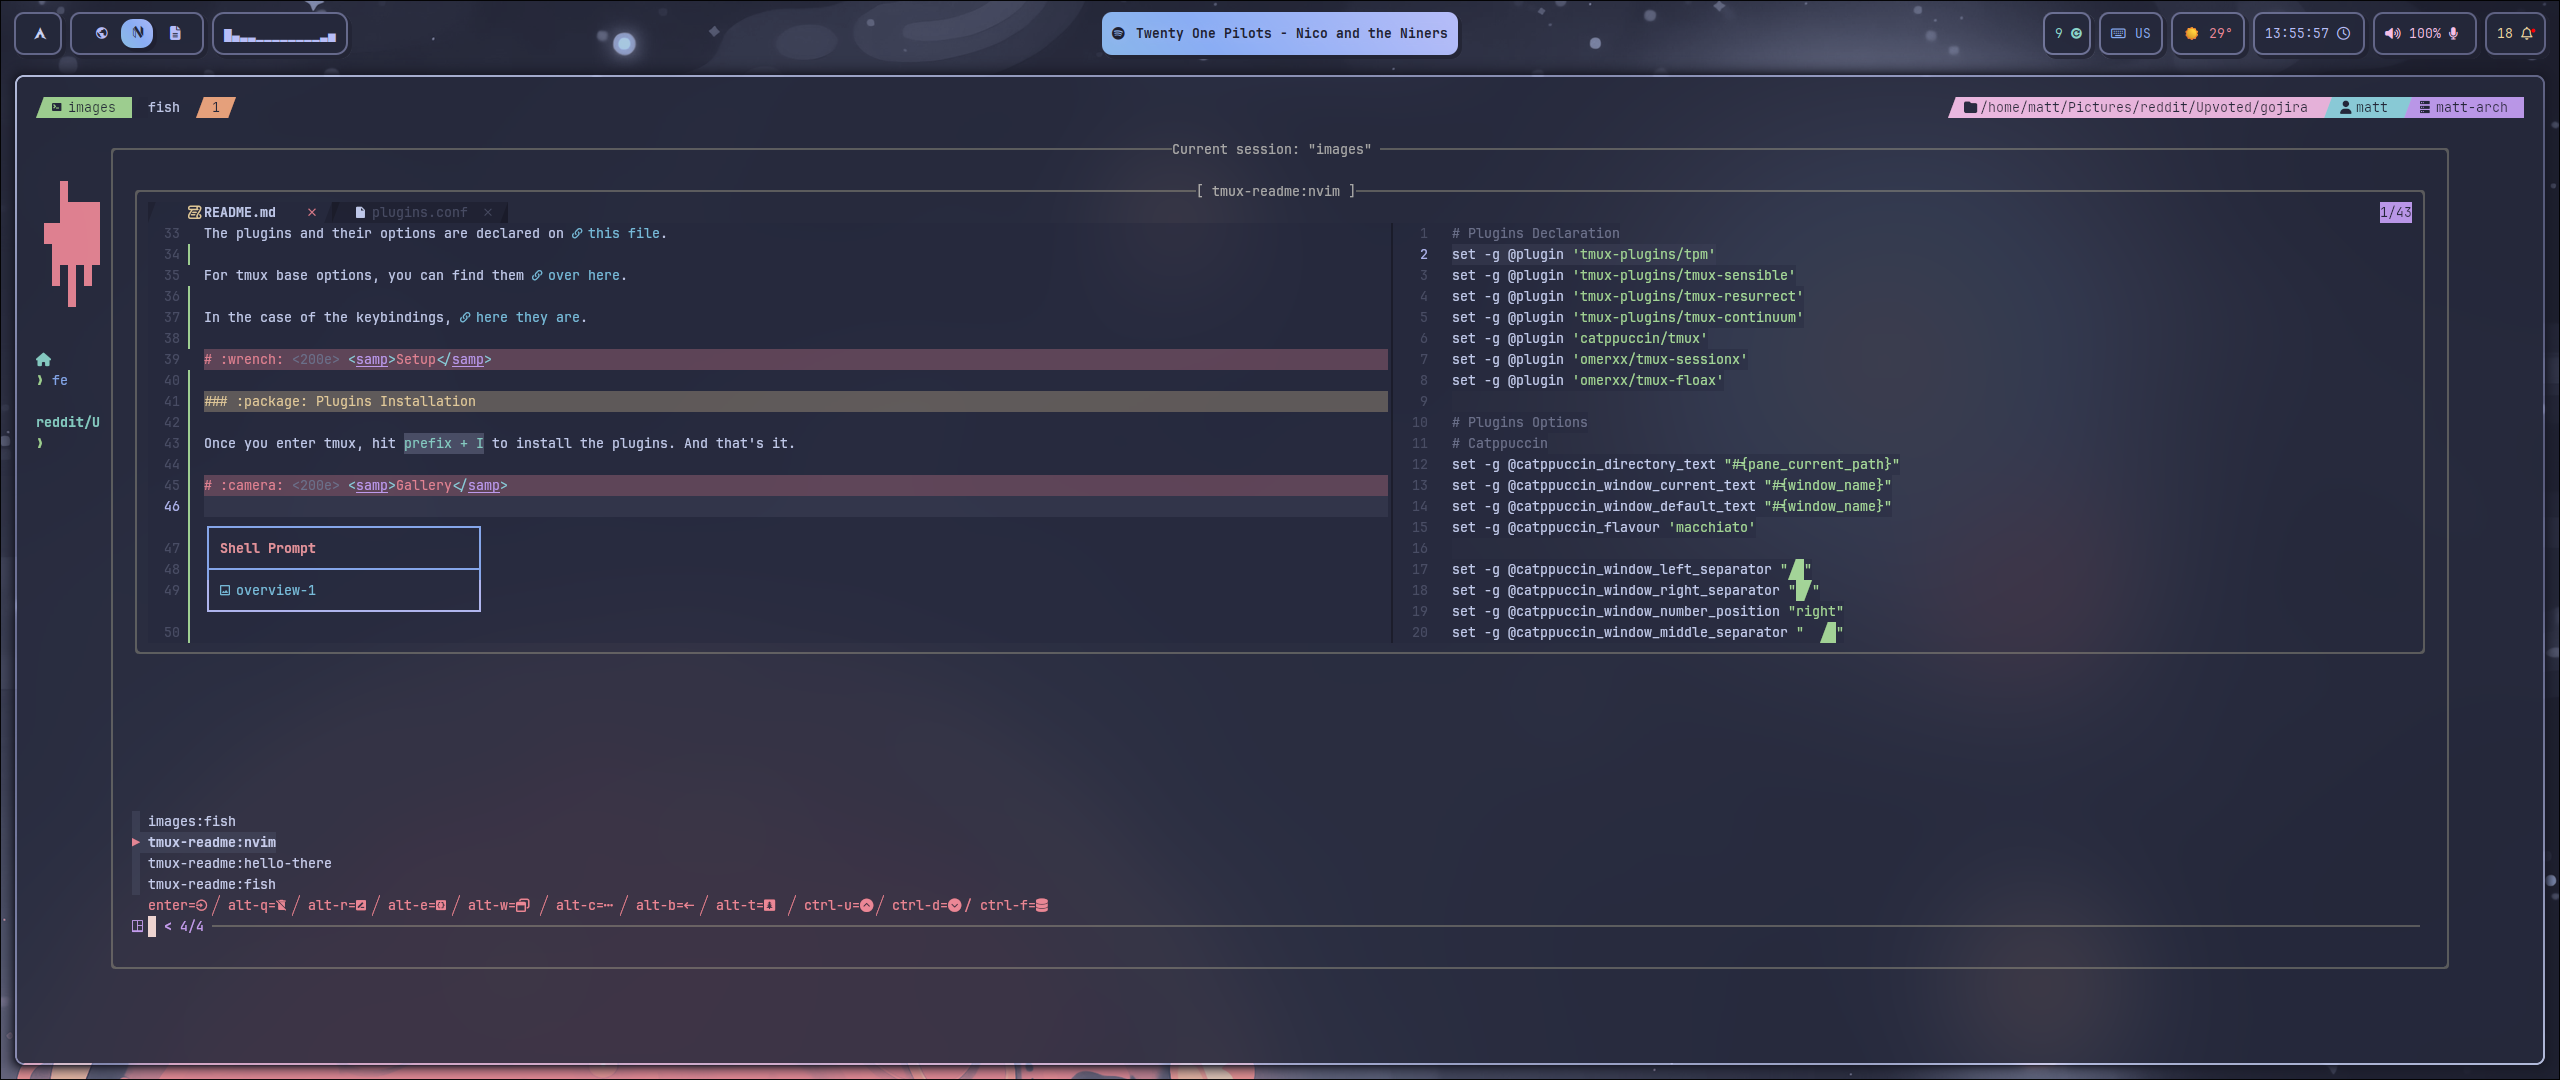 Twenty One Pilots - Nico and the Niners
9
US
29°
13:55:57
100%
18
images fish 1
/home/matt/Pictures/reddit/Upvoted/gojira matt matt-arch
Current session: "images"
[ tmux-readme:nvim ]
README.md × plugins.conf ×
1/43
33 The plugins and their options are declared on this file.
34
35 For tmux base options, you can find them over here.
36
37 In the case of the keybindings, here they are.
38
39 # :wrench: <200e> <samp>Setup</samp>
40
41 ### :package: Plugins Installation
42
43 Once you enter tmux, hit prefix + I to install the plugins. And that's it.
44
45 # :camera: <200e> <samp>Gallery</samp>
46
47 Shell Prompt
48
49 overview-1
50
1 # Plugins Declaration
2 set -g @plugin 'tmux-plugins/tpm'
3 set -g @plugin 'tmux-plugins/tmux-sensible'
4 set -g @plugin 'tmux-plugins/tmux-resurrect'
5 set -g @plugin 'tmux-plugins/tmux-continuum'
6 set -g @plugin 'catppuccin/tmux'
7 set -g @plugin 'omerxx/tmux-sessionx'
8 set -g @plugin 'omerxx/tmux-floax'
9
10 # Plugins Options
11 # Catppuccin
12 set -g @catppuccin_directory_text "#{pane_current_path}"
13 set -g @catppuccin_window_current_text "#{window_name}"
14 set -g @catppuccin_window_default_text "#{window_name}"
15 set -g @catppuccin_flavour 'macchiato'
16
17 set -g @catppuccin_window_left_separator ""
18 set -g @catppuccin_window_right_separator " "
19 set -g @catppuccin_window_number_position "right"
20 set -g @catppuccin_window_middle_separator " "
fe
reddit/U
images:fish
tmux-readme:nvim
tmux-readme:hello-there
tmux-readme:fish
enter= / alt-q= / alt-r= / alt-e= / alt-w= / alt-c=⋯ / alt-b=← / alt-t= / ctrl-u= / ctrl-d= / ctrl-f=
< 4/4